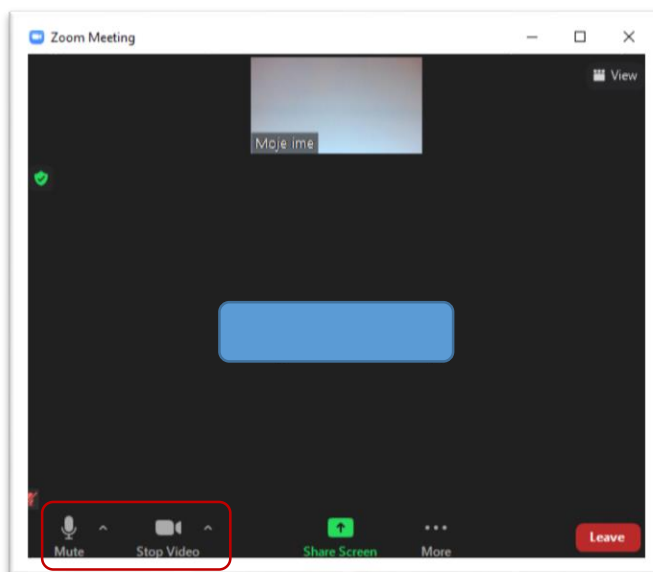 Zoom Meeting
View
Moje ime
Mute
Stop Video
Share Screen
More
Leave